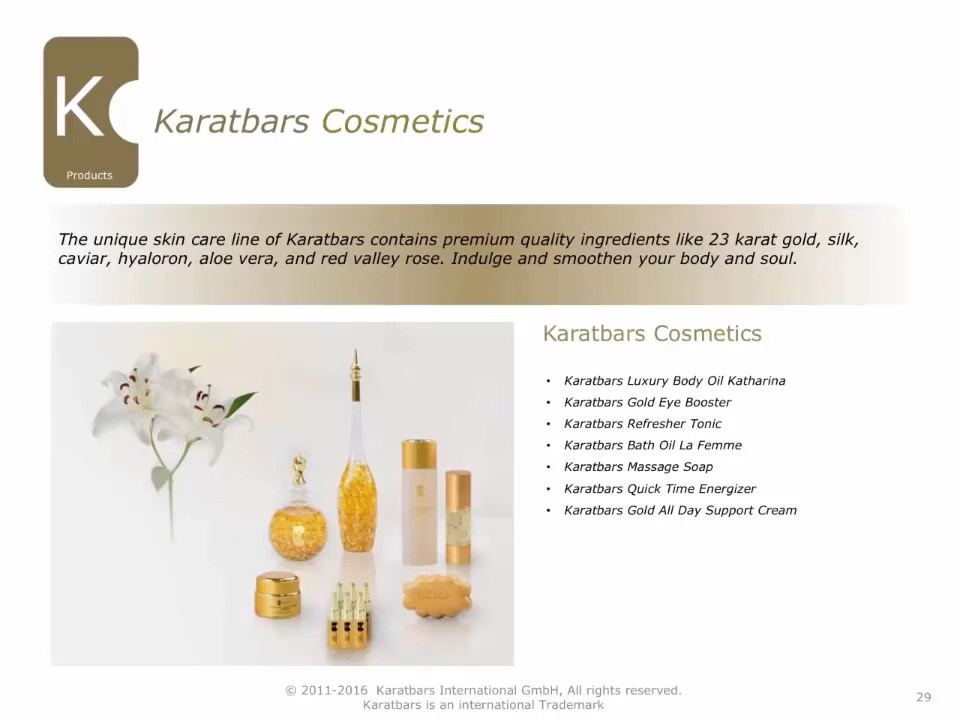 K
Products
Karatbars Cosmetics
The unique skin care line of Karatbars contains premium quality ingredients like 23 karat gold, silk,
caviar, hyaloron, aloe vera, and red valley rose. Indulge and smoothen your body and soul.
Karatbars Cosmetics
• Karatbars Luxury Body Oil Katharina
• Karatbars Gold Eye Booster
• Karatbars Refresher Tonic
• Karatbars Bath Oil La Femme
• Karatbars Massage Soap
• Karatbars Quick Time Energizer
• Karatbars Gold All Day Support Cream
© 2011-2016 Karatbars International GmbH, All rights reserved.
Karatbars is an international Trademark
29